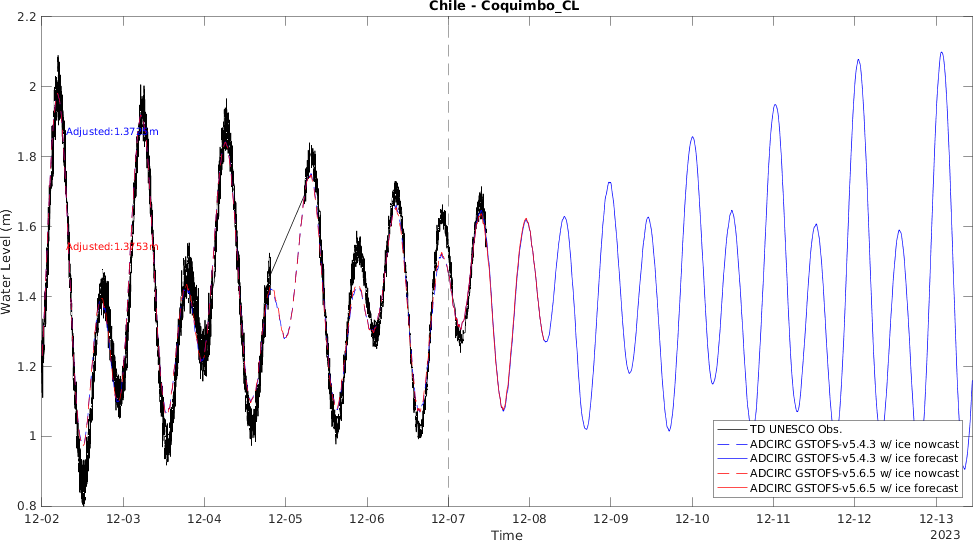 Chile - Coquimbo_CL
2.2
2
1.8
1.6
1.4
1.2
1
0.8
Water Level (m)
12-02
12-03
12-04
12-05
12-06
12-07
12-08
12-09
12-10
12-11
12-12
12-13
2023
Time
TD UNESCO Obs.
ADCIRC GSTOFS-v5.4.3 w/ ice nowcast
ADCIRC GSTOFS-v5.4.3 w/ ice forecast
ADCIRC GSTOFS-v5.6.5 w/ ice nowcast
ADCIRC GSTOFS-v5.6.5 w/ ice forecast